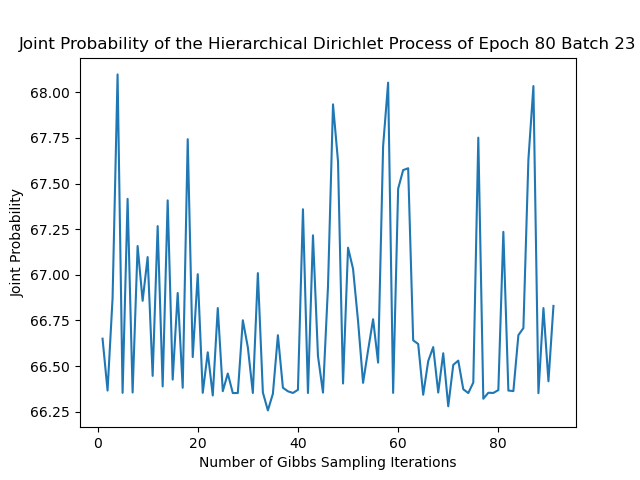 Joint Probability of the Hierarchical Dirichlet Process of Epoch 80 Batch 23
68.00
67.75
67.50
67.25
67.00
66.75
66.50
66.25
Joint Probability
0 20 40 60 80
Number of Gibbs Sampling Iterations